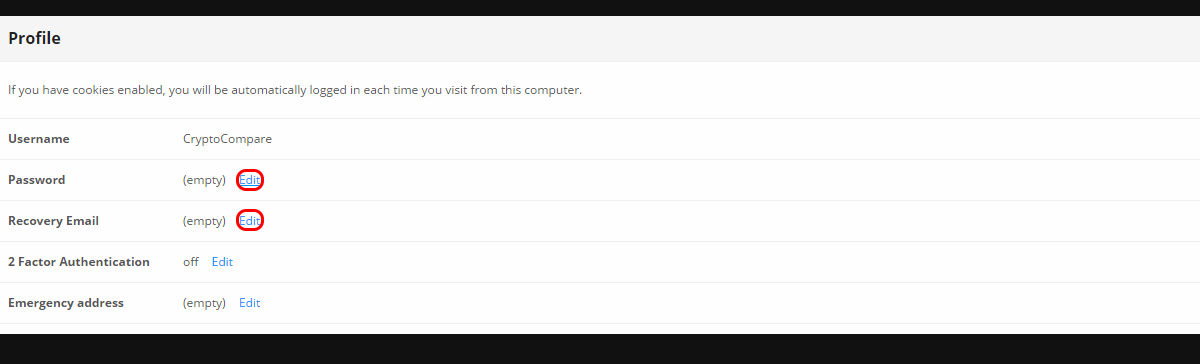 Profile
If you have cookies enabled, you will be automatically logged in each time you visit from this computer.
Username CryptoCompare
Password (empty) Edit
Recovery Email (empty) Edit
2 Factor Authentication off Edit
Emergency address (empty) Edit